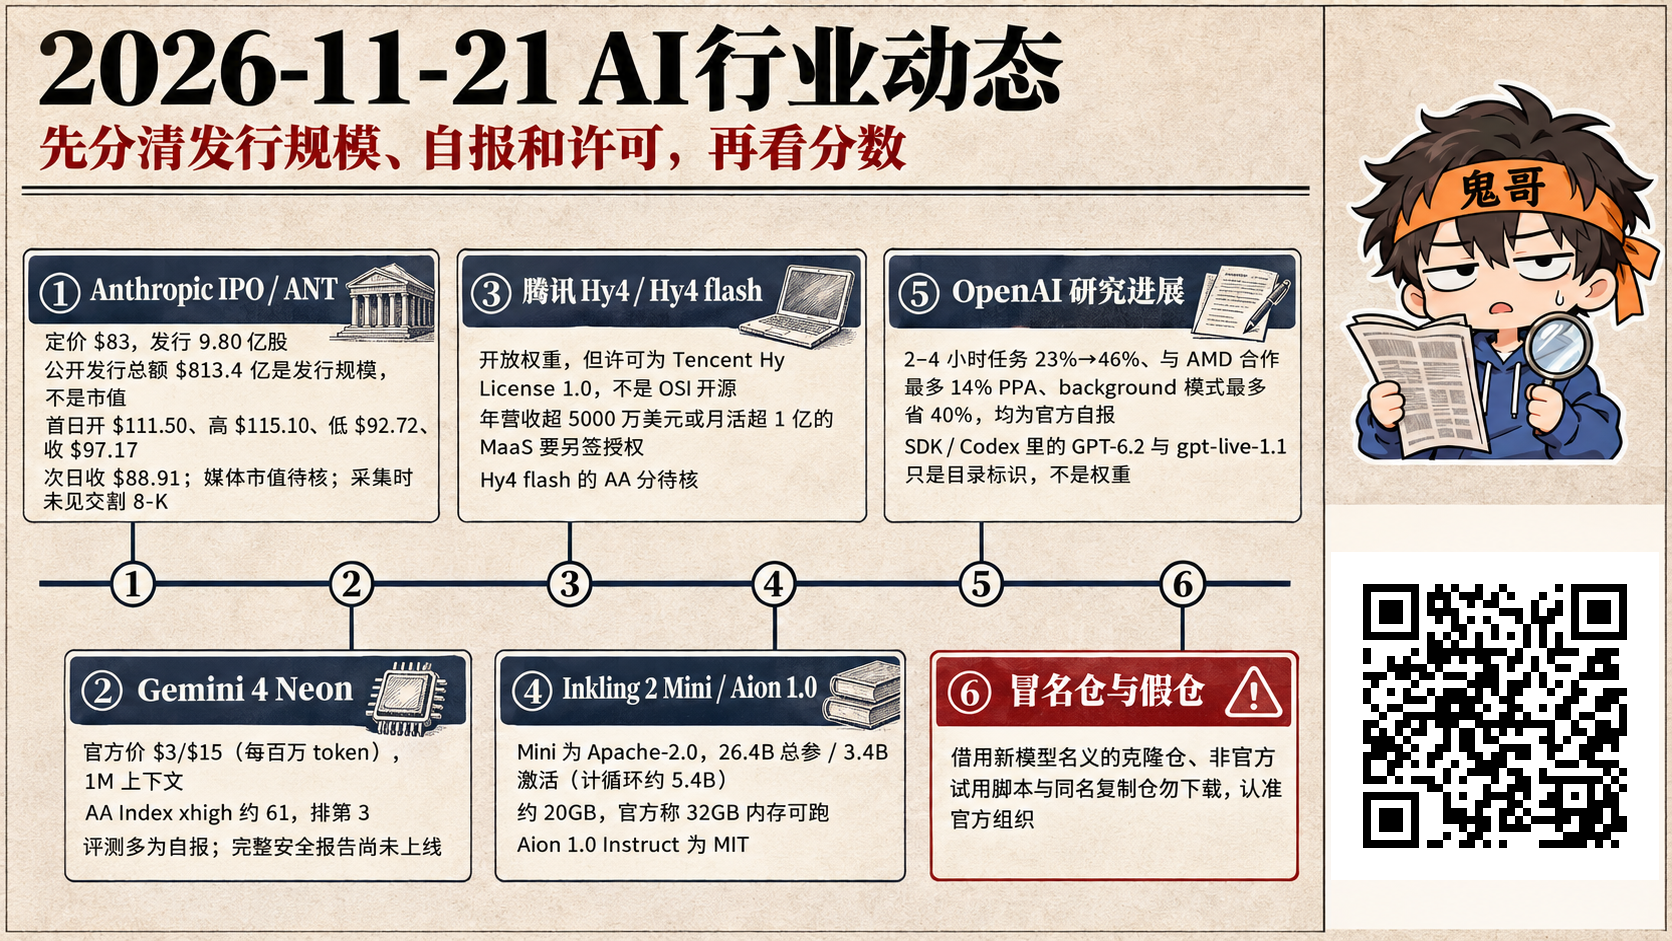 2026-11-21 AI行业动态
先分清发行规模、自报和许可，再看分数
鬼哥
① Anthropic IPO / ANT
定价 $83，发行 9.80 亿股
公开发行总额 $813.4 亿是发行规模，
不是市值
首日开 $111.50、高 $115.10、低 $92.72、
收 $97.17
次日收 $88.91；媒体市值待核；采集时
未见交割 8-K
③ 腾讯 Hy4 / Hy4 flash
开放权重，但许可为 Tencent Hy
License 1.0，不是 OSI 开源
年营收超 5000 万美元或月活超 1 亿的
MaaS 要另签授权
Hy4 flash 的 AA 分待核
⑤ OpenAI 研究进展
2–4 小时任务 23%→46%、与 AMD 合作
最多 14% PPA、background 模式最多
省 40%，均为官方自报
SDK / Codex 里的 GPT-6.2 与 gpt-live-1.1
只是目录标识，不是权重
1 2 3 4 5 6
② Gemini 4 Neon
官方价 $3/$15（每百万 token），
1M 上下文
AA Index xhigh 约 61，排第 3
评测多为自报；完整安全报告尚未上线
④ Inkling 2 Mini / Aion 1.0
Mini 为 Apache-2.0，26.4B 总参 / 3.4B
激活（计循环约 5.4B）
约 20GB，官方称 32GB 内存可跑
Aion 1.0 Instruct 为 MIT
⑥ 冒名仓与假仓
借用新模型名义的克隆仓、非官方
试用脚本与同名复制仓勿下载，认准
官方组织